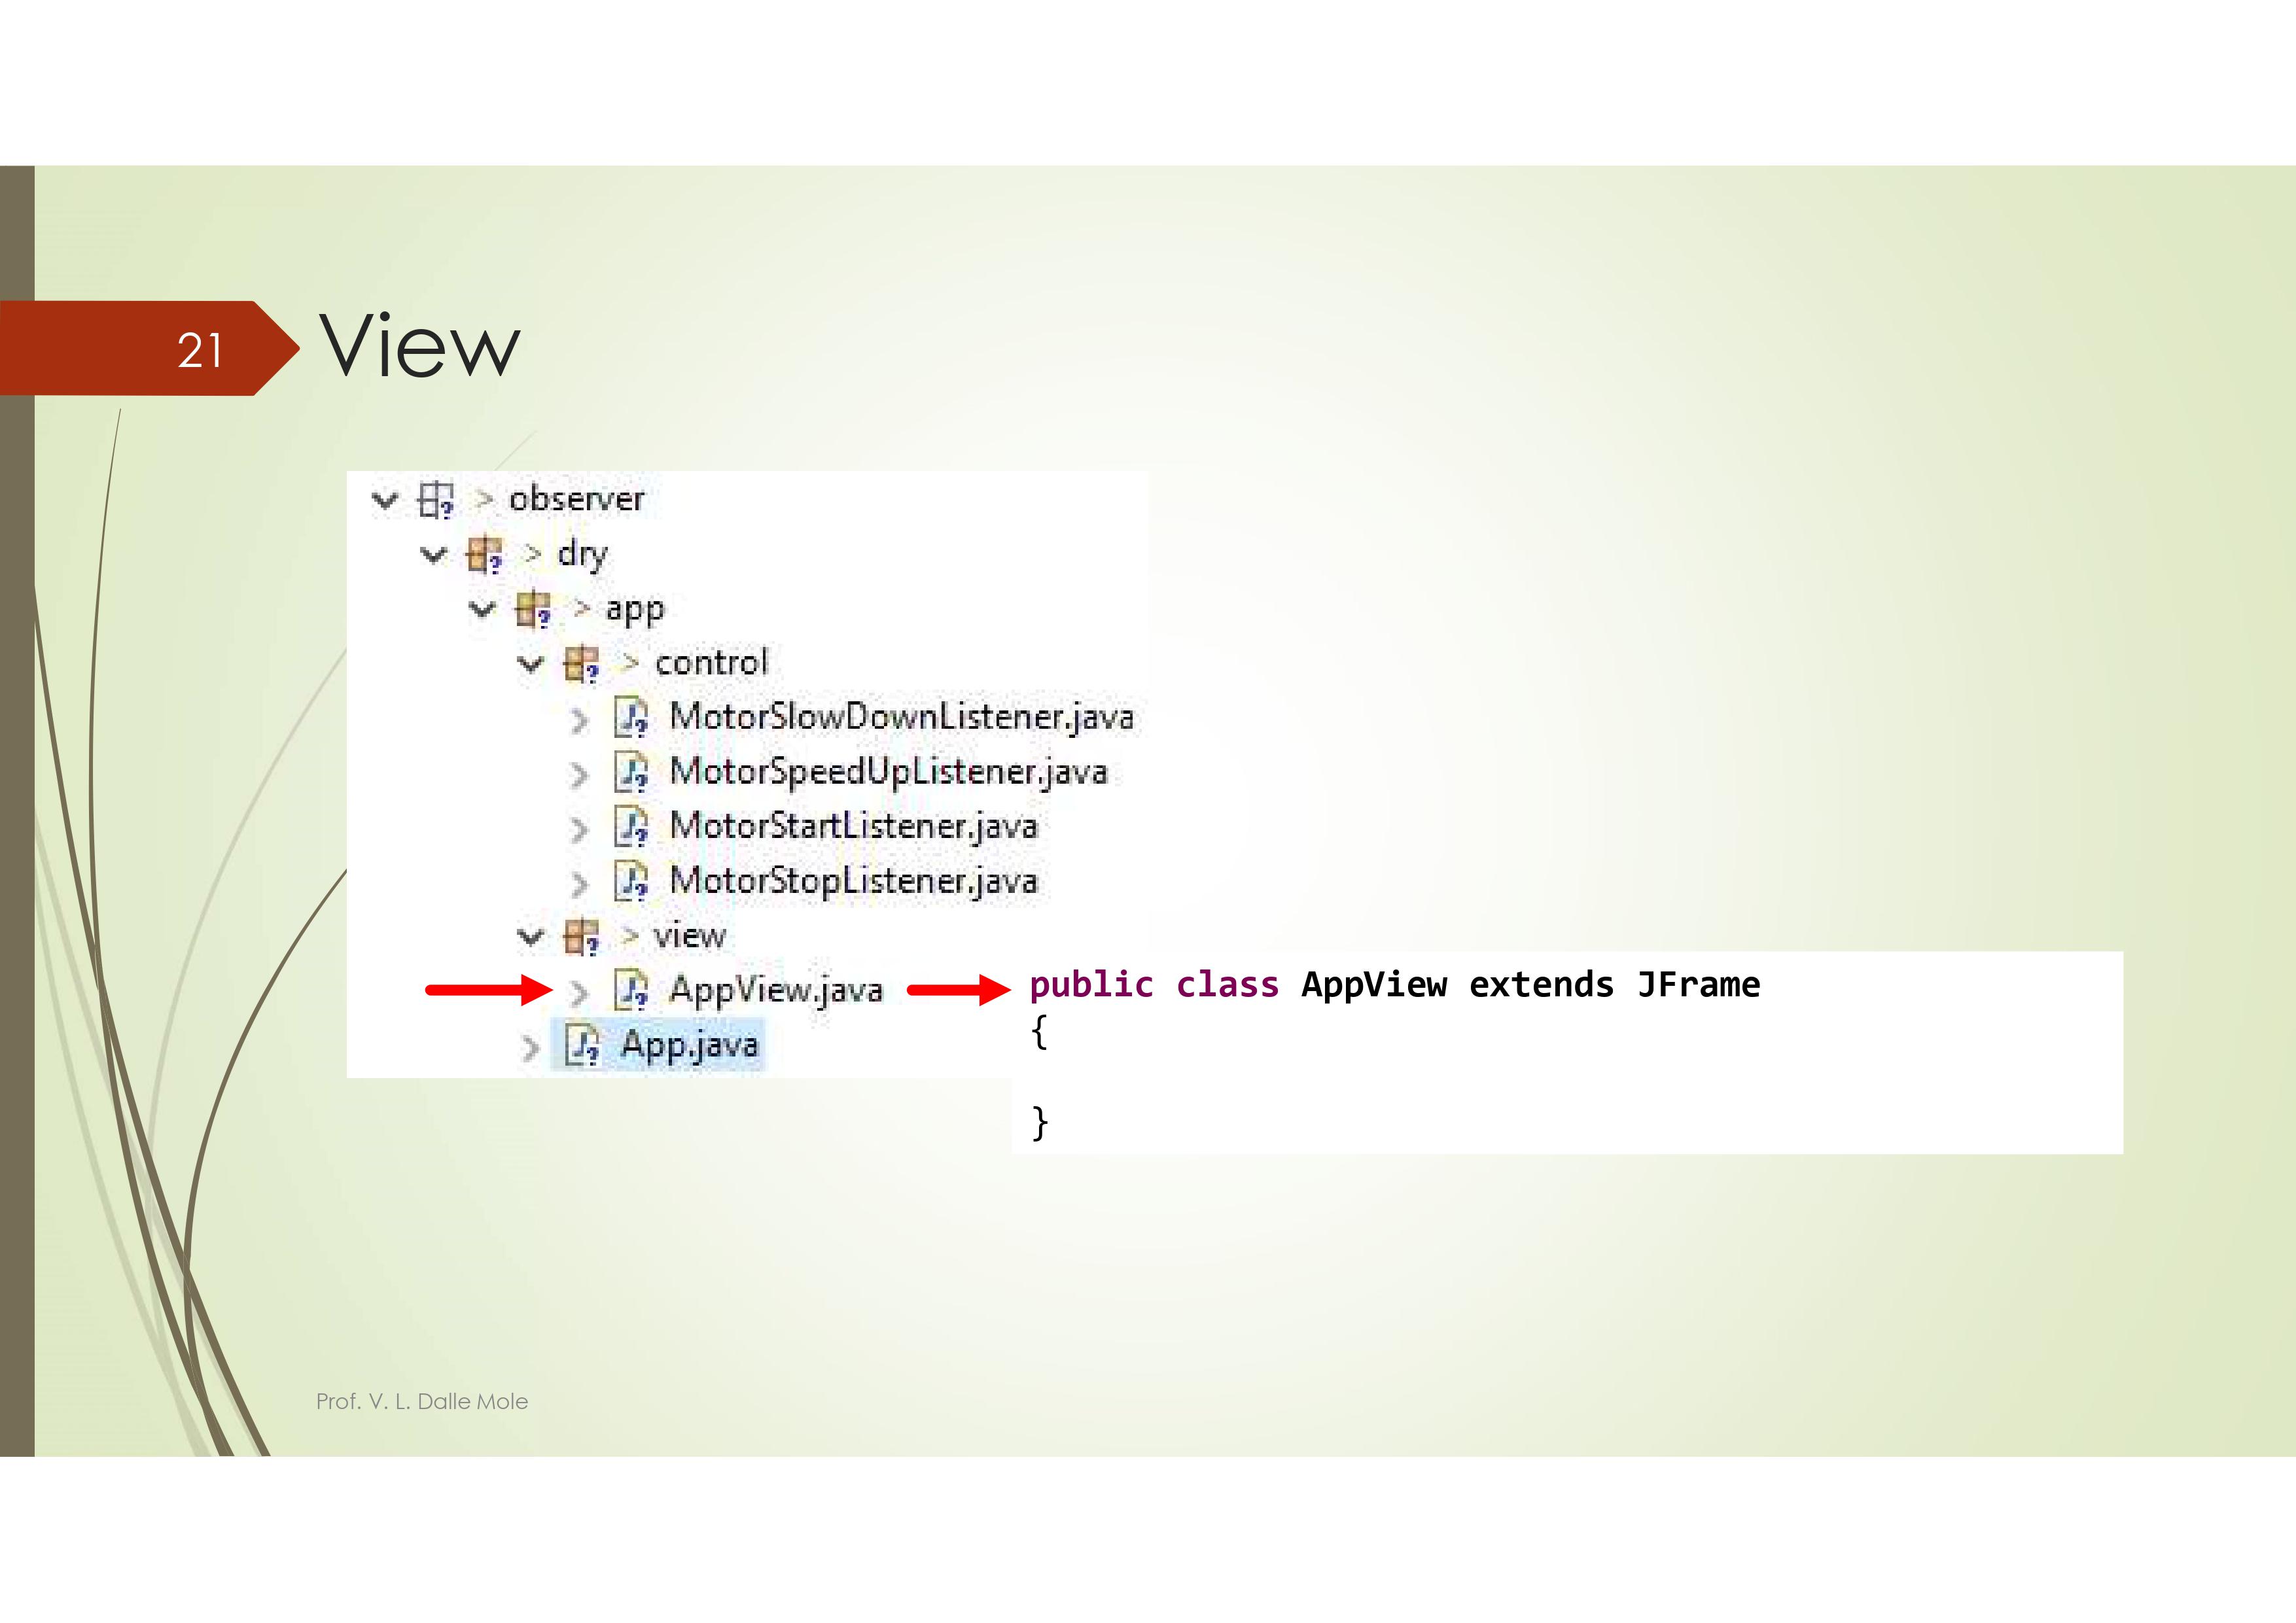 21
View
> observer
> dry
> app
> control
MotorSlowDownListener.java
MotorSpeedUpListener.java
MotorStartListener.java
MotorStopListener.java
> view
AppView.java
App.java
public class AppView extends JFrame
{
}
Prof. V. L. Dalle Mole